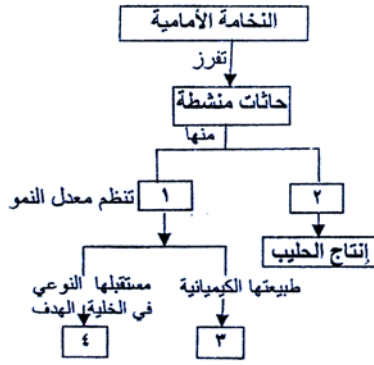 النخامة الأمامية
تفرز
حاثات منشطة
منها
١
تنظم معدل النمو
٢
إنتاج الحليب
طبيعتها الكيميائية
مستقبلها النوعي
في الخلية الهدف
٣
٤